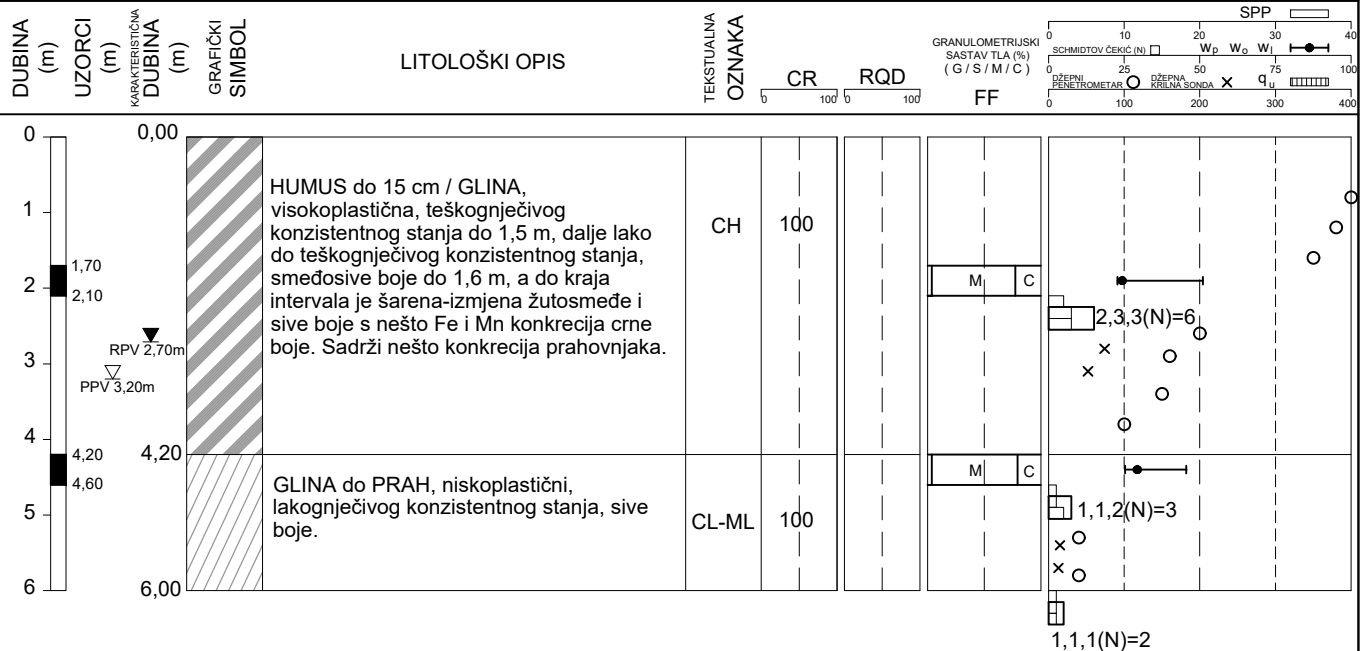 DUBINA
(m)
UZORCI
(m)
KARAKTERISTIČNA
DUBINA
(m)
GRAFIČKI
SIMBOL
LITOLOŠKI OPIS
TEKSTUALNA
OZNAKA
CR
0 100
RQD
0 100
GRANULOMETRIJSKI
SASTAV TLA (%)
( G / S / M / C )
FF
SPP
0 10 20 30 40
SCHMIDTOV ČEKIĆ (N) Wp Wo Wl
0 25 50 75 100
DŽEPNI
PENETROMETAR
DŽEPNA
KRILNA SONDA
qu
0 100 200 300 400
0
1
2
3
4
5
6
1,70
2,10
4,20
4,60
RPV 2,70m
PPV 3,20m
0,00
4,20
6,00
HUMUS do 15 cm / GLINA,
visokoplastična, teškognječivog
konzistentnog stanja do 1,5 m, dalje lako
do teškognječivog konzistentnog stanja,
smeđosive boje do 1,6 m, a do kraja
intervala je šarena-izmjena žutosmeđe i
sive boje s nešto Fe i Mn konkrecija crne
boje. Sadrži nešto konkrecija prahovnjaka.
CH
100
M C
2,3,3(N)=6
GLINA do PRAH, niskoplastični,
lakognječivog konzistentnog stanja, sive
boje.
CL-ML
100
M C
1,1,2(N)=3
1,1,1(N)=2